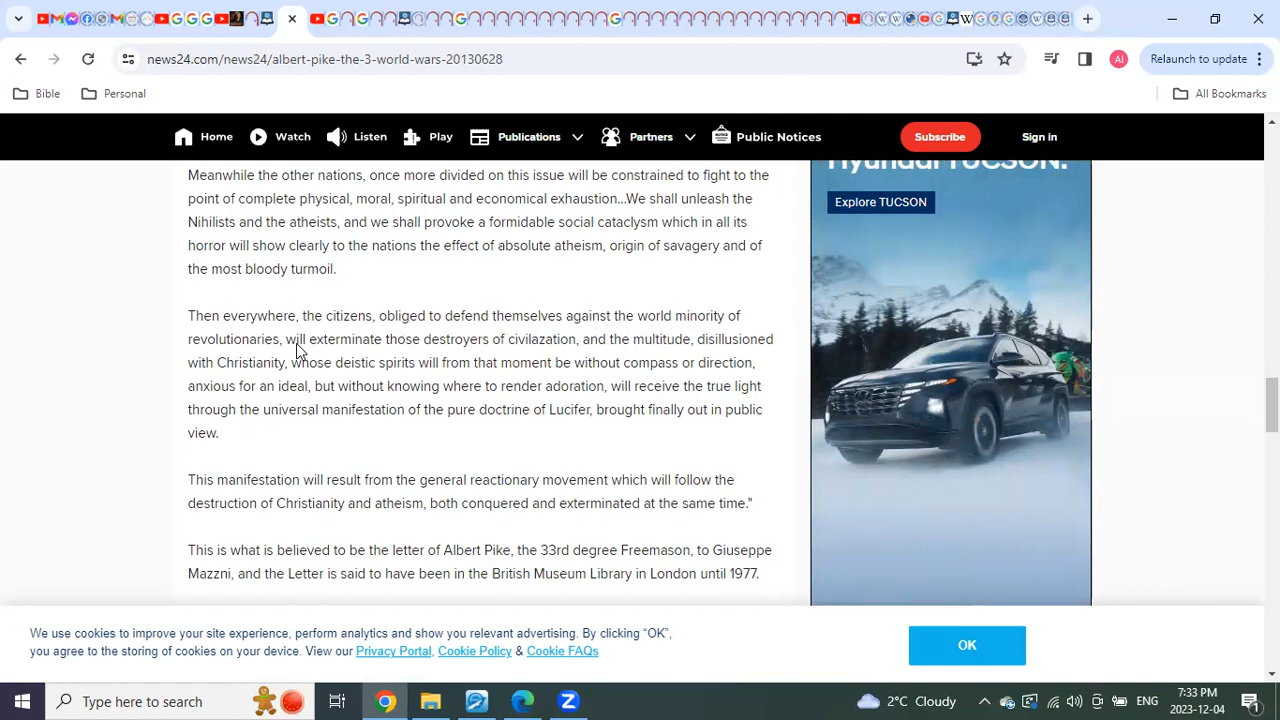 news24.com/news24/albert-pike-the-3-world-wars-20130628
AI
Relaunch to update
Bible
Personal
All Bookmarks
Home
Watch
Listen
Play
Publications
Partners
Public Notices
Subscribe
Sign in
Meanwhile the other nations, once more divided on this issue will be constrained to fight to the
point of complete physical, moral, spiritual and economical exhaustion…We shall unleash the
Nihilists and the atheists, and we shall provoke a formidable social cataclysm which in all its
horror will show clearly to the nations the effect of absolute atheism, origin of savagery and of
the most bloody turmoil.
Then everywhere, the citizens, obliged to defend themselves against the world minority of
revolutionaries, will exterminate those destroyers of civilazation, and the multitude, disillusioned
with Christianity, whose deistic spirits will from that moment be without compass or direction,
anxious for an ideal, but without knowing where to render adoration, will receive the true light
through the universal manifestation of the pure doctrine of Lucifer, brought finally out in public
view.
This manifestation will result from the general reactionary movement which will follow the
destruction of Christianity and atheism, both conquered and exterminated at the same time."
This is what is believed to be the letter of Albert Pike, the 33rd degree Freemason, to Giuseppe
Mazzni, and the Letter is said to have been in the British Museum Library in London until 1977.
Hyundai TUCSON.
Explore TUCSON
We use cookies to improve your site experience, perform analytics and show you relevant advertising. By clicking “OK”,
you agree to the storing of cookies on your device. View our Privacy Portal, Cookie Policy & Cookie FAQs
OK
Type here to search
2°C Cloudy
ENG
7:33 PM
2023-12-04
1